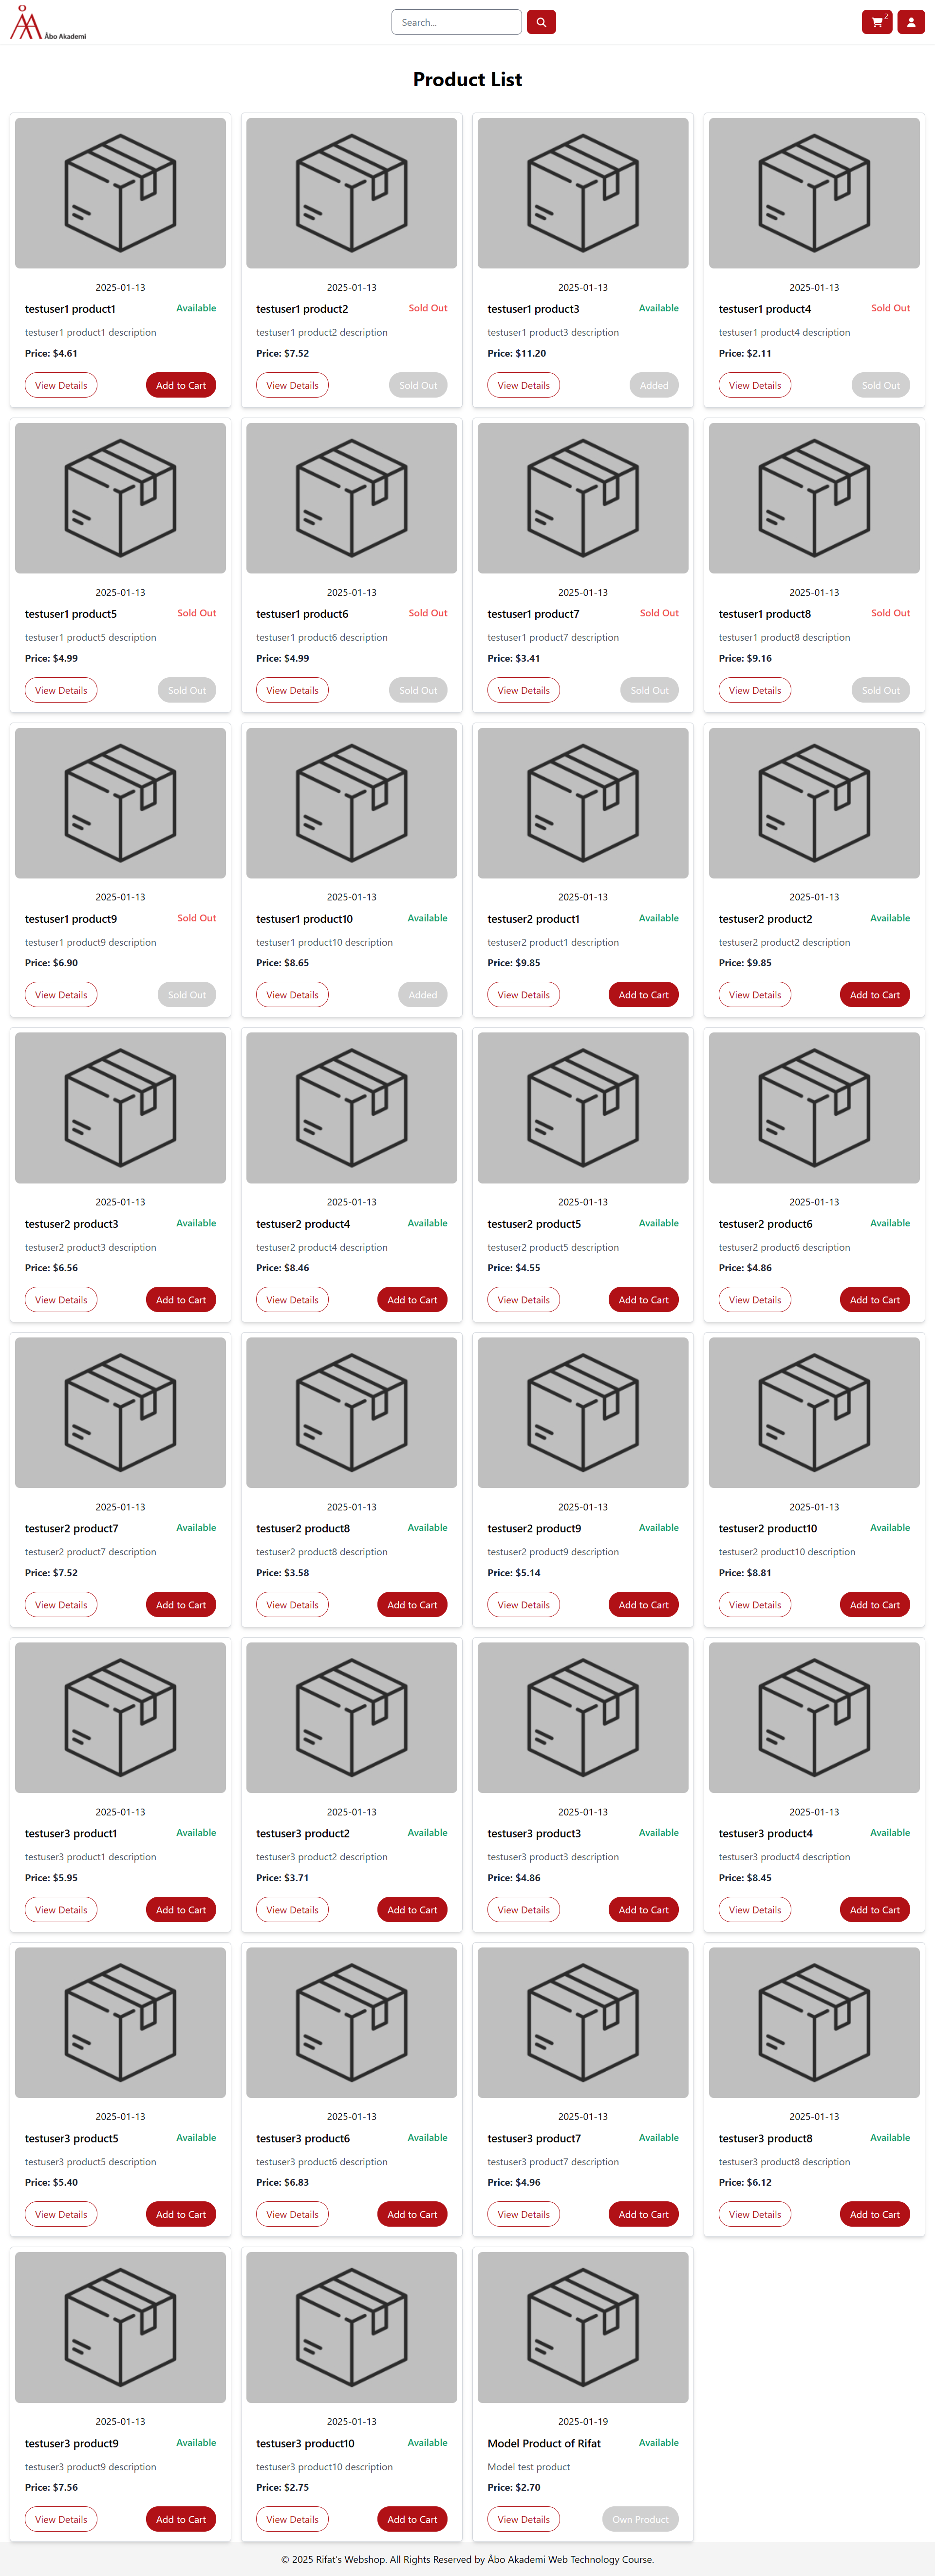 Åbo Akademi
Search...
2
Product List
2025-01-13
testuser1 product1 Available
testuser1 product1 description
Price: $4.61
View Details Add to Cart
2025-01-13
testuser1 product2 Sold Out
testuser1 product2 description
Price: $7.52
View Details Sold Out
2025-01-13
testuser1 product3 Available
testuser1 product3 description
Price: $11.20
View Details Added
2025-01-13
testuser1 product4 Sold Out
testuser1 product4 description
Price: $2.11
View Details Sold Out
2025-01-13
testuser1 product5 Sold Out
testuser1 product5 description
Price: $4.99
View Details Sold Out
2025-01-13
testuser1 product6 Sold Out
testuser1 product6 description
Price: $4.99
View Details Sold Out
2025-01-13
testuser1 product7 Sold Out
testuser1 product7 description
Price: $3.41
View Details Sold Out
2025-01-13
testuser1 product8 Sold Out
testuser1 product8 description
Price: $9.16
View Details Sold Out
2025-01-13
testuser1 product9 Sold Out
testuser1 product9 description
Price: $6.90
View Details Sold Out
2025-01-13
testuser1 product10 Available
testuser1 product10 description
Price: $8.65
View Details Added
2025-01-13
testuser2 product1 Available
testuser2 product1 description
Price: $9.85
View Details Add to Cart
2025-01-13
testuser2 product2 Available
testuser2 product2 description
Price: $9.85
View Details Add to Cart
2025-01-13
testuser2 product3 Available
testuser2 product3 description
Price: $6.56
View Details Add to Cart
2025-01-13
testuser2 product4 Available
testuser2 product4 description
Price: $8.46
View Details Add to Cart
2025-01-13
testuser2 product5 Available
testuser2 product5 description
Price: $4.55
View Details Add to Cart
2025-01-13
testuser2 product6 Available
testuser2 product6 description
Price: $4.86
View Details Add to Cart
2025-01-13
testuser2 product7 Available
testuser2 product7 description
Price: $7.52
View Details Add to Cart
2025-01-13
testuser2 product8 Available
testuser2 product8 description
Price: $3.58
View Details Add to Cart
2025-01-13
testuser2 product9 Available
testuser2 product9 description
Price: $5.14
View Details Add to Cart
2025-01-13
testuser2 product10 Available
testuser2 product10 description
Price: $8.81
View Details Add to Cart
2025-01-13
testuser3 product1 Available
testuser3 product1 description
Price: $5.95
View Details Add to Cart
2025-01-13
testuser3 product2 Available
testuser3 product2 description
Price: $3.71
View Details Add to Cart
2025-01-13
testuser3 product3 Available
testuser3 product3 description
Price: $4.86
View Details Add to Cart
2025-01-13
testuser3 product4 Available
testuser3 product4 description
Price: $8.45
View Details Add to Cart
2025-01-13
testuser3 product5 Available
testuser3 product5 description
Price: $5.40
View Details Add to Cart
2025-01-13
testuser3 product6 Available
testuser3 product6 description
Price: $6.83
View Details Add to Cart
2025-01-13
testuser3 product7 Available
testuser3 product7 description
Price: $4.96
View Details Add to Cart
2025-01-13
testuser3 product8 Available
testuser3 product8 description
Price: $6.12
View Details Add to Cart
2025-01-13
testuser3 product9 Available
testuser3 product9 description
Price: $7.56
View Details Add to Cart
2025-01-13
testuser3 product10 Available
testuser3 product10 description
Price: $2.75
View Details Add to Cart
2025-01-19
Model Product of Rifat Available
Model test product
Price: $2.70
View Details Own Product
© 2025 Rifat's Webshop. All Rights Reserved by Åbo Akademi Web Technology Course.